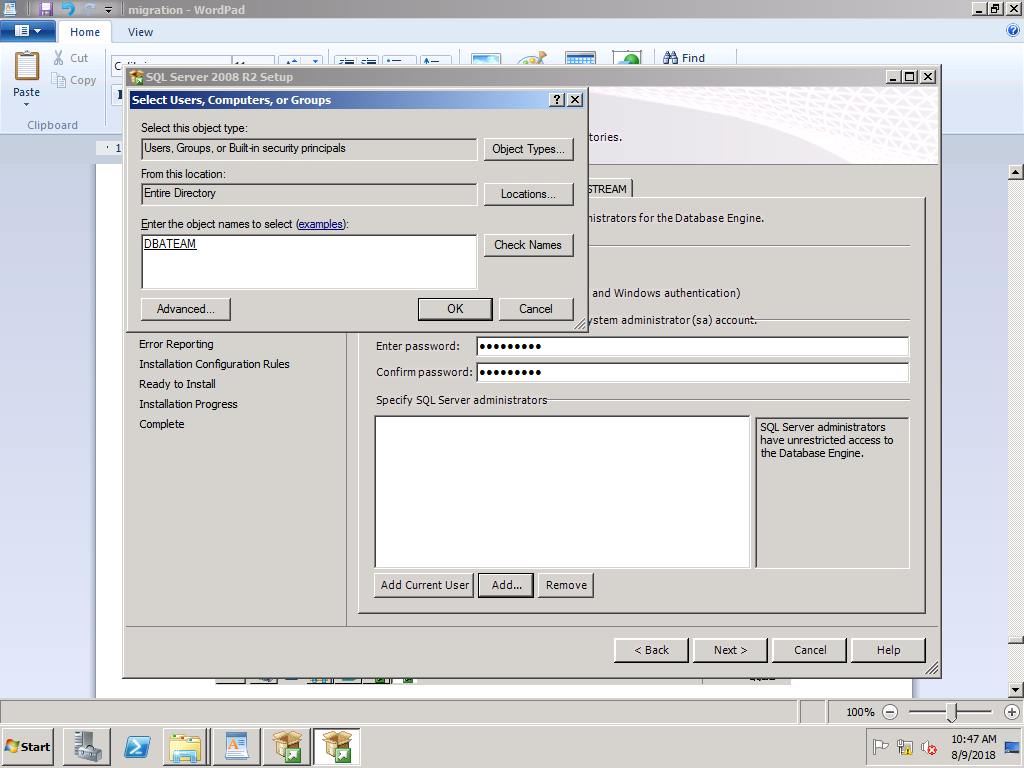 migration - WordPad
Home
View
Paste
Cut
Copy
Clipboard
Find
SQL Server 2008 R2 Setup
Select Users, Computers, or Groups
Select this object type:
Users, Groups, or Built-in security principals
Object Types...
From this location:
Entire Directory
Locations...
Enter the object names to select (examples):
DBATEAM
Check Names
Advanced...
OK
Cancel
tories.
STREAM
nistrators for the Database Engine.
and Windows authentication)
ystem administrator (sa) account.
Error Reporting
Installation Configuration Rules
Ready to Install
Installation Progress
Complete
Enter password:
Confirm password:
Specify SQL Server administrators
SQL Server administrators
have unrestricted access to
the Database Engine.
Add Current User
Add...
Remove
< Back
Next >
Cancel
Help
100%
Start
10:47 AM
8/9/2018